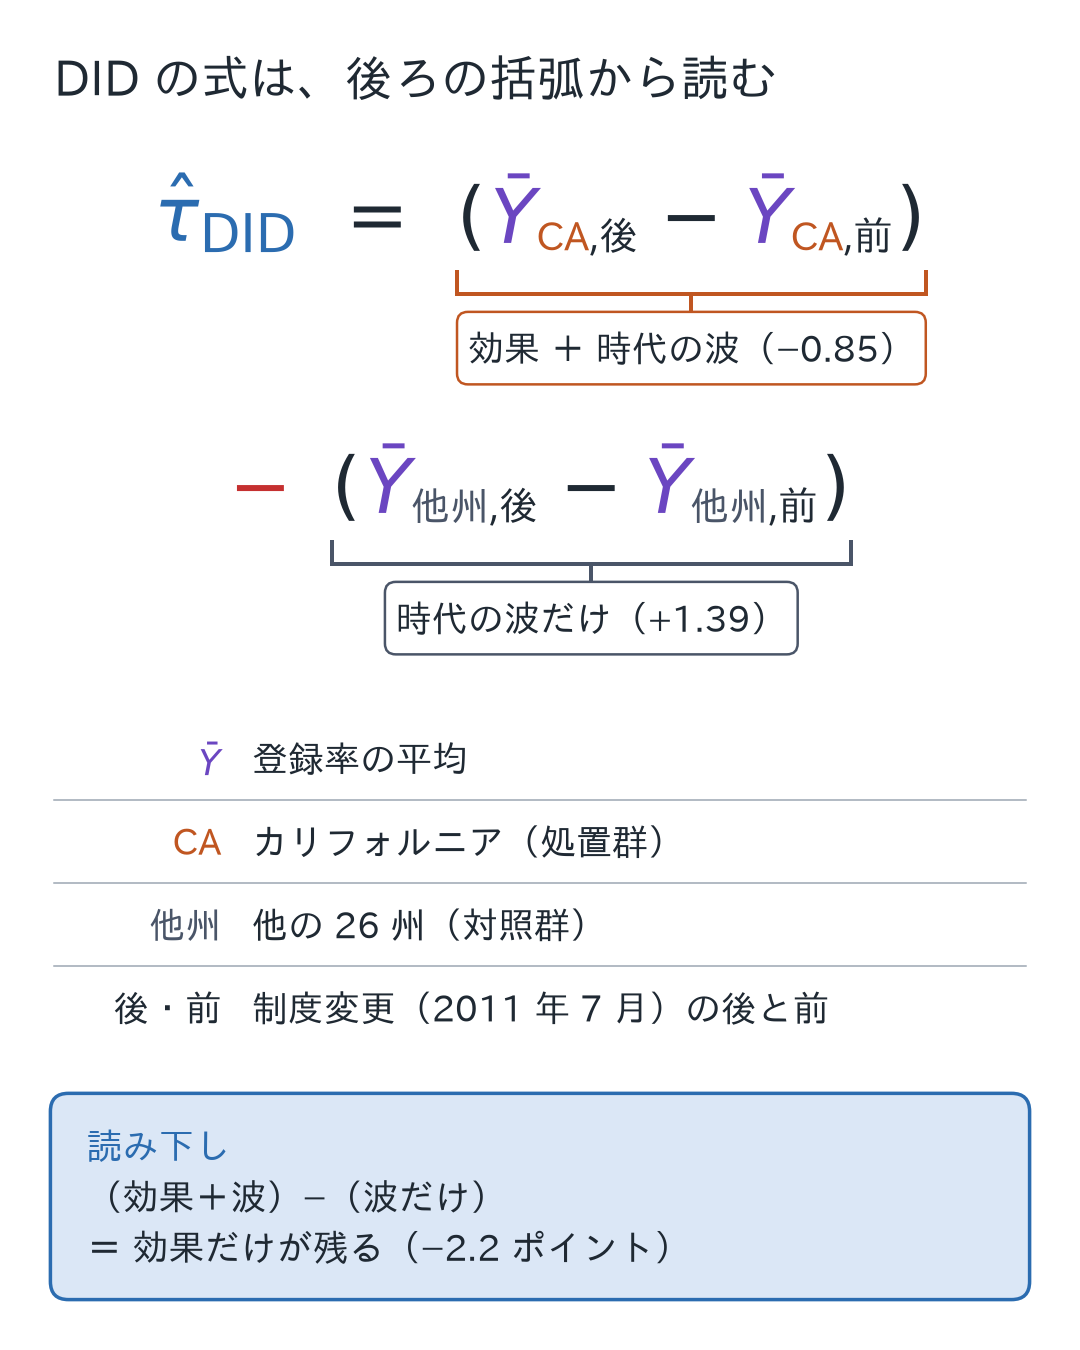 DID の式は、後ろの括弧から読む
τ̂DID = (ȲCA,後 − ȲCA,前)
効果 + 時代の波（−0.85）
− (Ȳ他州,後 − Ȳ他州,前)
時代の波だけ（+1.39）
Ȳ 登録率の平均
CA カリフォルニア（処置群）
他州 他の 26 州（対照群）
後・前 制度変更（2011 年 7 月）の後と前
読み下し
（効果＋波）−（波だけ）
= 効果だけが残る（−2.2 ポイント）